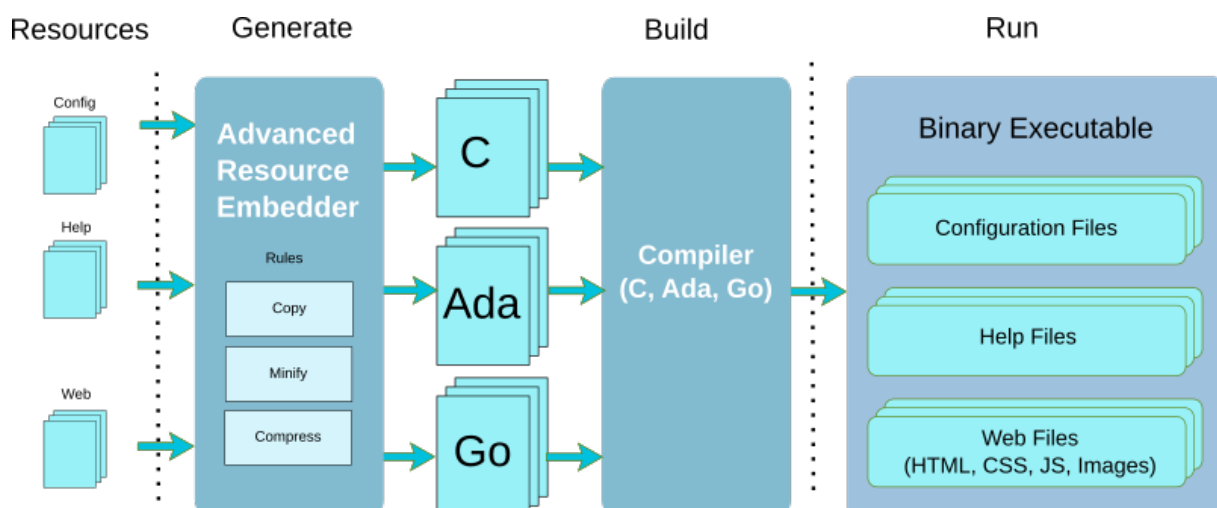 Resources
Generate
Build
Run
Config
Help
Web
Advanced
Resource
Embedder
Rules
Copy
Minify
Compress
C
Ada
Go
Compiler
(C, Ada, Go)
Binary Executable
Configuration Files
Help Files
Web Files
(HTML, CSS, JS, Images)